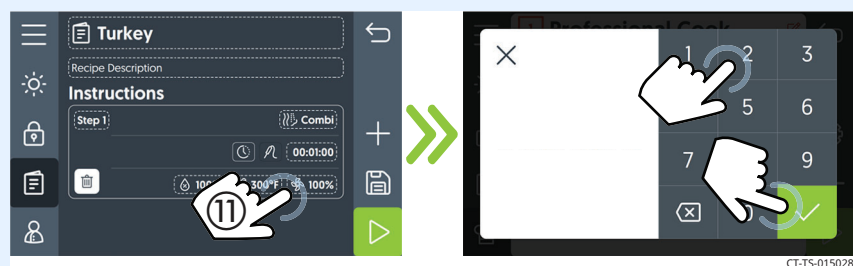 Turkey
Recipe Description
Instructions
Step 1
Combi
00:01:00
300°F
100%
11
Professional Cook
1 2 3
5 6
7 9
CT-TS-015028